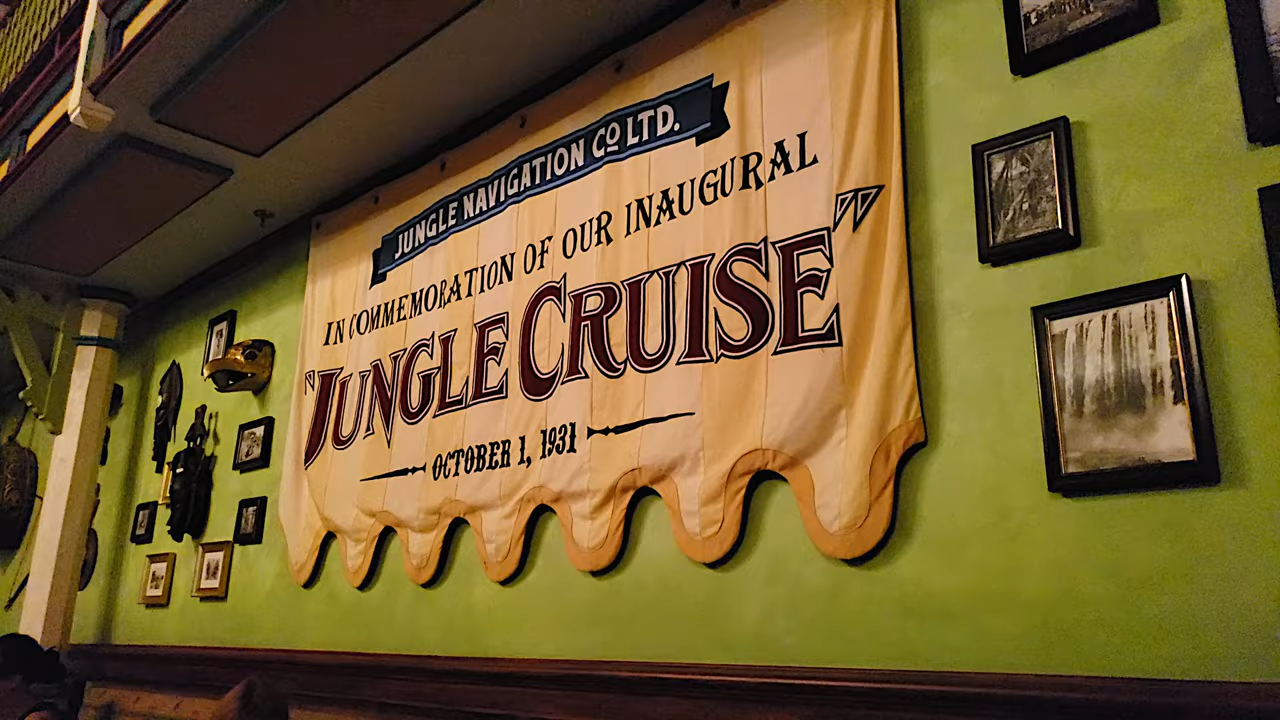 JUNGLE NAVIGATION CO LTD.
IN COMMEMORATION OF OUR INAUGURAL
"JUNGLE CRUISE"
OCTOBER 1, 1931